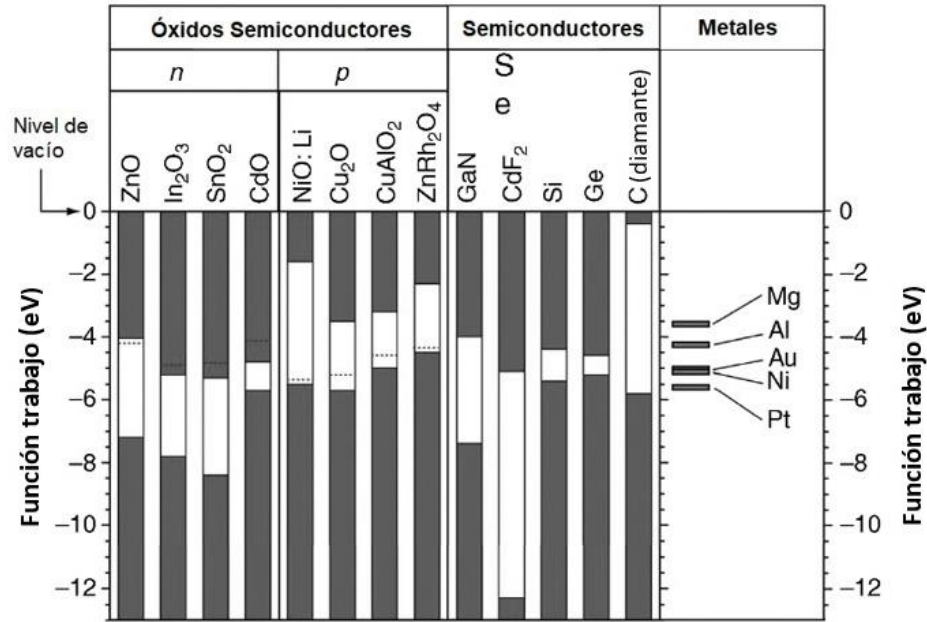 Óxidos Semiconductores
Semiconductores
Metales
n
p
S
e
Nivel de
vacío
ZnO
In₂O₃
SnO₂
CdO
NiO: Li
Cu₂O
CuAlO₂
ZnRh₂O₄
GaN
CdF₂
Si
Ge
C (diamante)
0
–2
–4
–6
–8
–10
–12
Función trabajo (eV)
Mg
Al
Au
Ni
Pt
0
–2
–4
–6
–8
–10
–12
Función trabajo (eV)